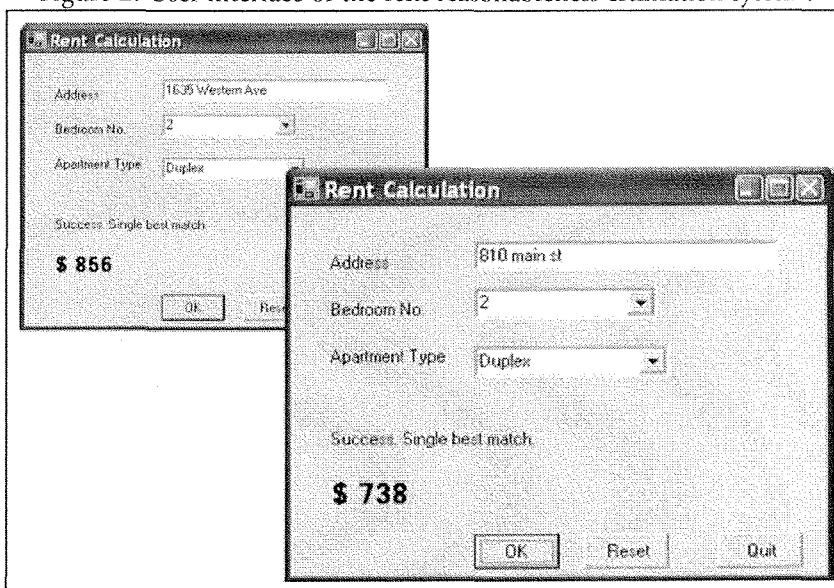 Rent Calculation
Address 1635 Western Ave
Bedroom No. 2
Apartment Type Duplex
Success. Single best match
$ 856
OK
Rent Calculation
Address 810 main st
Bedroom No 2
Apartment Type Duplex
Success. Single best match.
$ 738
OK Reset Quit